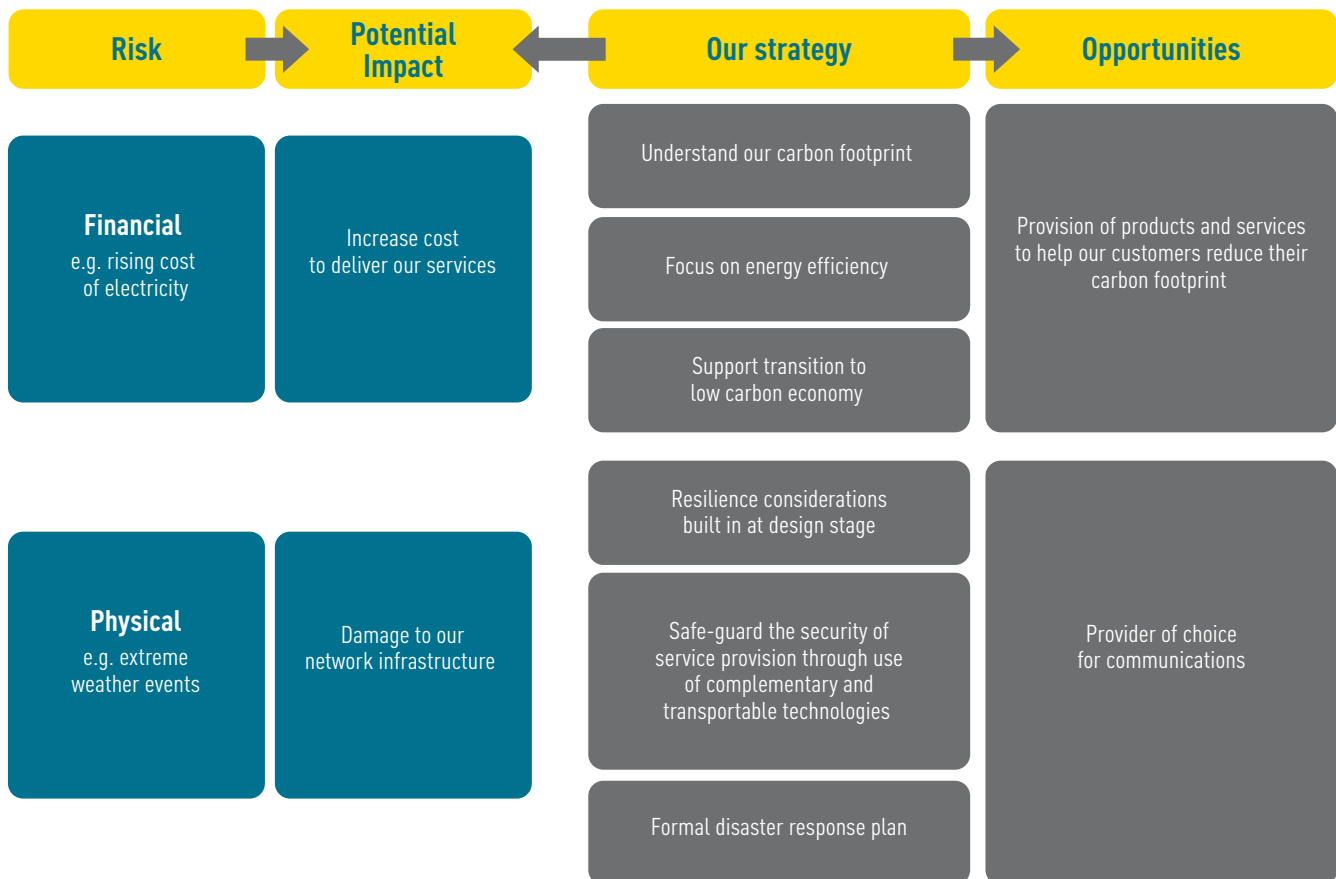 Risk
Potential
Impact
Our strategy
Opportunities
Financial
e.g. rising cost
of electricity
Increase cost
to deliver our services
Understand our carbon footprint
Focus on energy efficiency
Support transition to
low carbon economy
Provision of products and services
to help our customers reduce their
carbon footprint
Physical
e.g. extreme
weather events
Damage to our
network infrastructure
Resilience considerations
built in at design stage
Safe-guard the security of
service provision through use
of complementary and
transportable technologies
Formal disaster response plan
Provider of choice
for communications